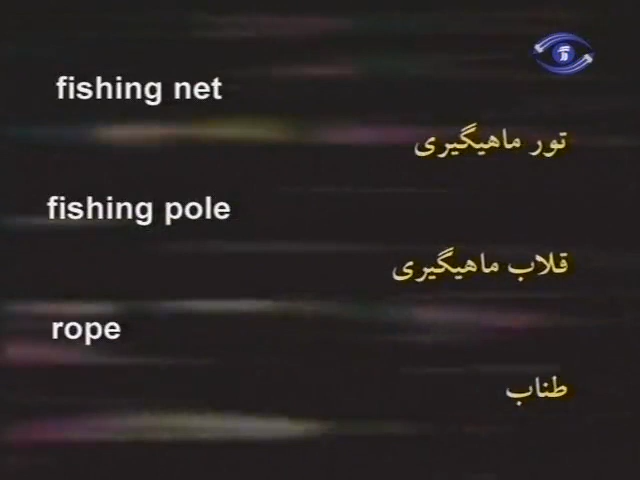 fishing net
تور ماهیگیری
fishing pole
قلاب ماهیگیری
rope
طناب